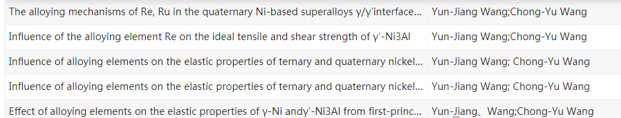 The alloying mechanisms of Re, Ru in the quaternary Ni-based superalloys γ/γ′interface... Yun-Jiang Wang;Chong-Yu Wang
Influence of the alloying element Re on the ideal tensile and shear strength of γ′-Ni3Al Yun-Jiang Wang;Chong-Yu Wang
Influence of alloying elements on the elastic properties of ternary and quaternary nickel... Yun-Jiang Wang; Chong-Yu Wang
Influence of alloying elements on the elastic properties of ternary and quaternary nickel... Yun-Jiang Wang; Chong-Yu Wang
Effect of alloying elements on the elastic properties of γ-Ni andγ′-Ni3Al from first-princ... Yun-Jiang、Wang;Chong-Yu Wang